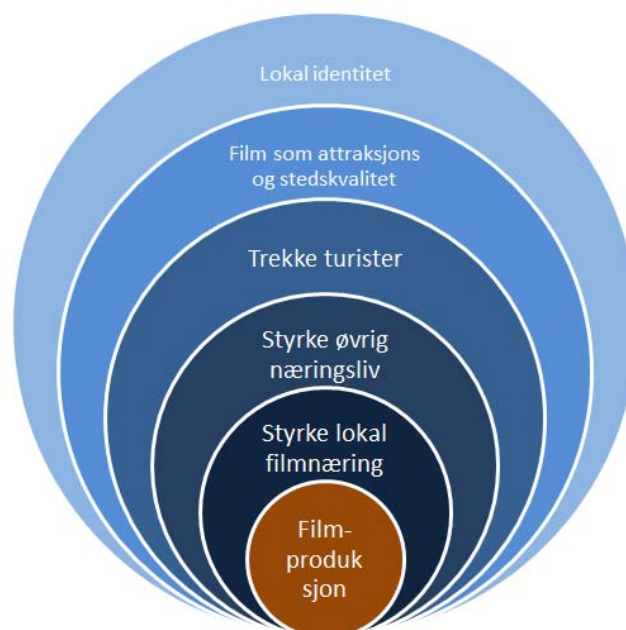 Lokal identitet
Film som attraksjons
og stedskvalitet
Trekke turister
Styrke øvrig
næringsliv
Styrke lokal
filmnæring
Film-
produk
sjon